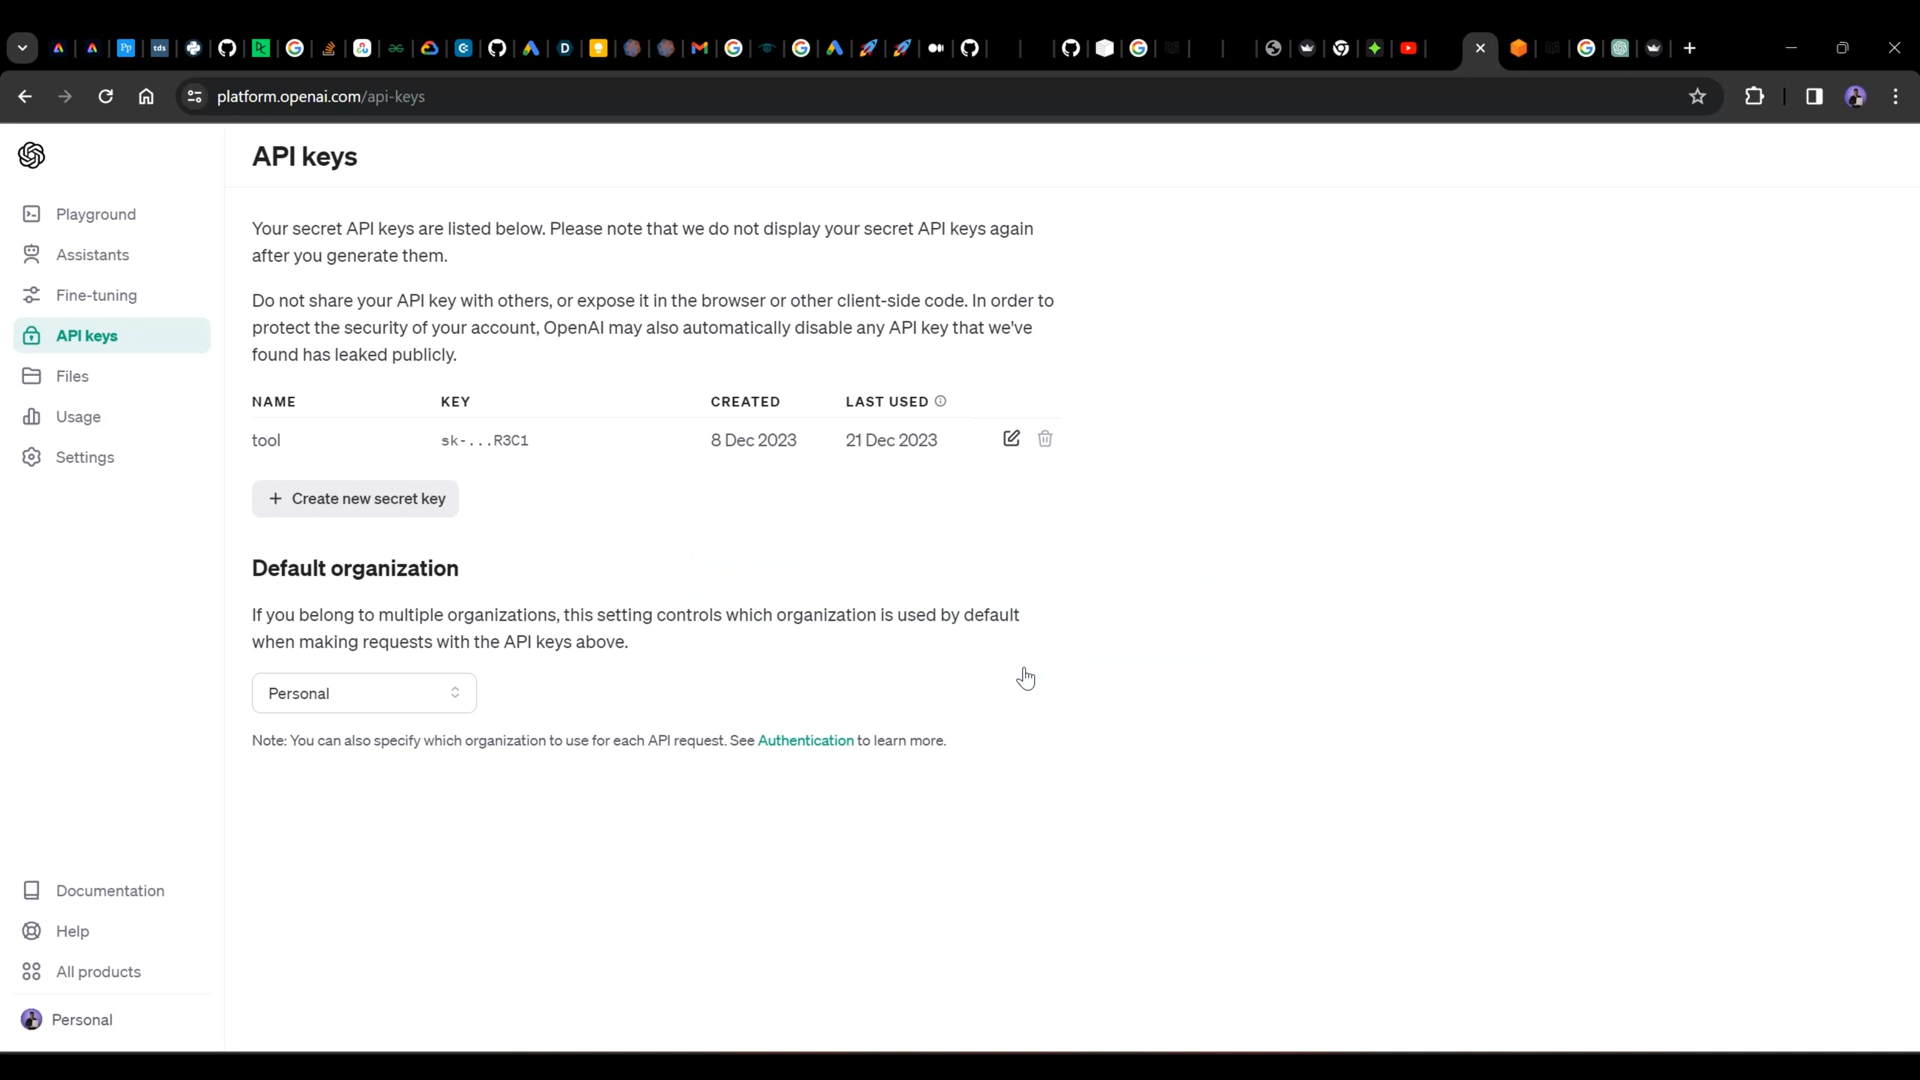 platform.openai.com/api-keys
API keys
Playground
Assistants
Fine-tuning
API keys
Files
Usage
Settings
Your secret API keys are listed below. Please note that we do not display your secret API keys again
after you generate them.
Do not share your API key with others, or expose it in the browser or other client-side code. In order to
protect the security of your account, OpenAI may also automatically disable any API key that we've
found has leaked publicly.
NAME KEY CREATED LAST USED
tool sk-...R3C1 8 Dec 2023 21 Dec 2023
+ Create new secret key
Default organization
If you belong to multiple organizations, this setting controls which organization is used by default
when making requests with the API keys above.
Personal
Note: You can also specify which organization to use for each API request. See Authentication to learn more.
Documentation
Help
All products
Personal